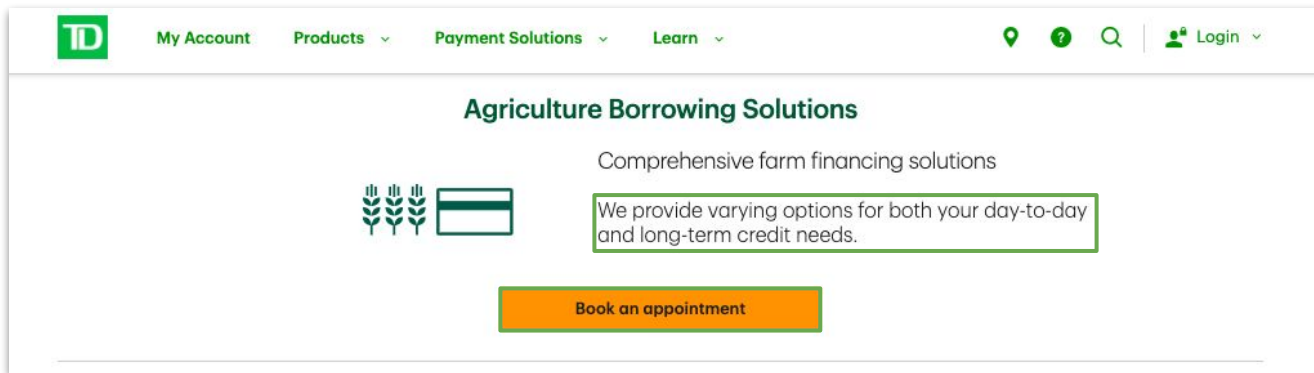 TD My Account Products Payment Solutions Learn ? Login
Agriculture Borrowing Solutions
Comprehensive farm financing solutions
We provide varying options for both your day-to-day
and long-term credit needs.
Book an appointment